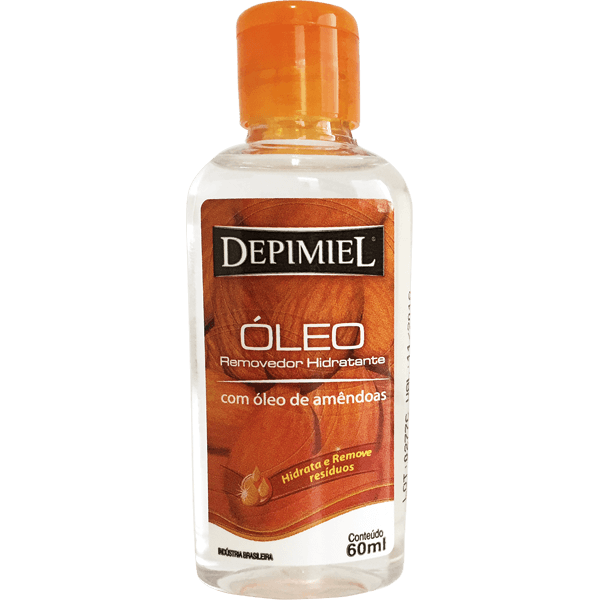 DEPIMIEL
ÓLEO
Removedor Hidratante
com óleo de amêndoas
Hidrata e Remove
resíduos
Conteúdo
60ml
INDÚSTRIA BRASILEIRA